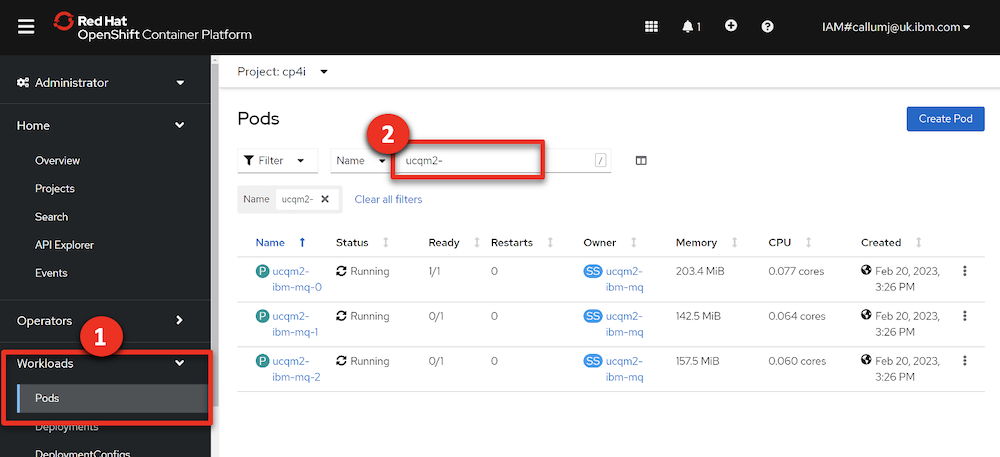 Red Hat
OpenShift Container Platform
1
IAM#callumj@uk.ibm.com
Administrator
Home
Overview
Projects
Search
API Explorer
Events
Operators
1
Workloads
Pods
Deployments
DeploymentConfigs
Project: cp4i
Pods
Create Pod
2
Filter
Name
ucqm2-
/
Name
ucqm2-
Clear all filters
Name Status Ready Restarts Owner Memory CPU Created
P ucqm2- Running 1/1 0 SS ucqm2- 203.4 MiB 0.077 cores Feb 20, 2023,
ibm-mq-0 ibm-mq 3:26 PM
P ucqm2- Running 0/1 0 SS ucqm2- 142.5 MiB 0.064 cores Feb 20, 2023,
ibm-mq-1 ibm-mq 3:26 PM
P ucqm2- Running 0/1 0 SS ucqm2- 157.5 MiB 0.060 cores Feb 20, 2023,
ibm-mq-2 ibm-mq 3:26 PM